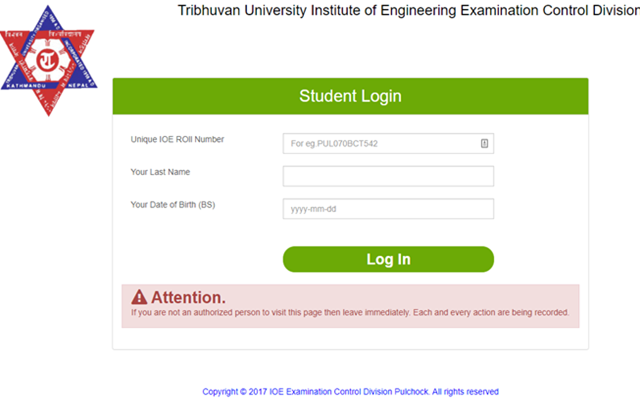 Tribhuvan University Institute of Engineering Examination Control Division
KATHMANDU NEPAL
Student Login
Unique IOE ROll Number
For eg.PUL070BCT542
Your Last Name
Your Date of Birth (BS)
yyyy-mm-dd
Log In
Attention.
If you are not an authorized person to visit this page then leave immediately. Each and every action are being recorded.
Copyright © 2017 IOE Examination Control Division Pulchock. All rights reserved